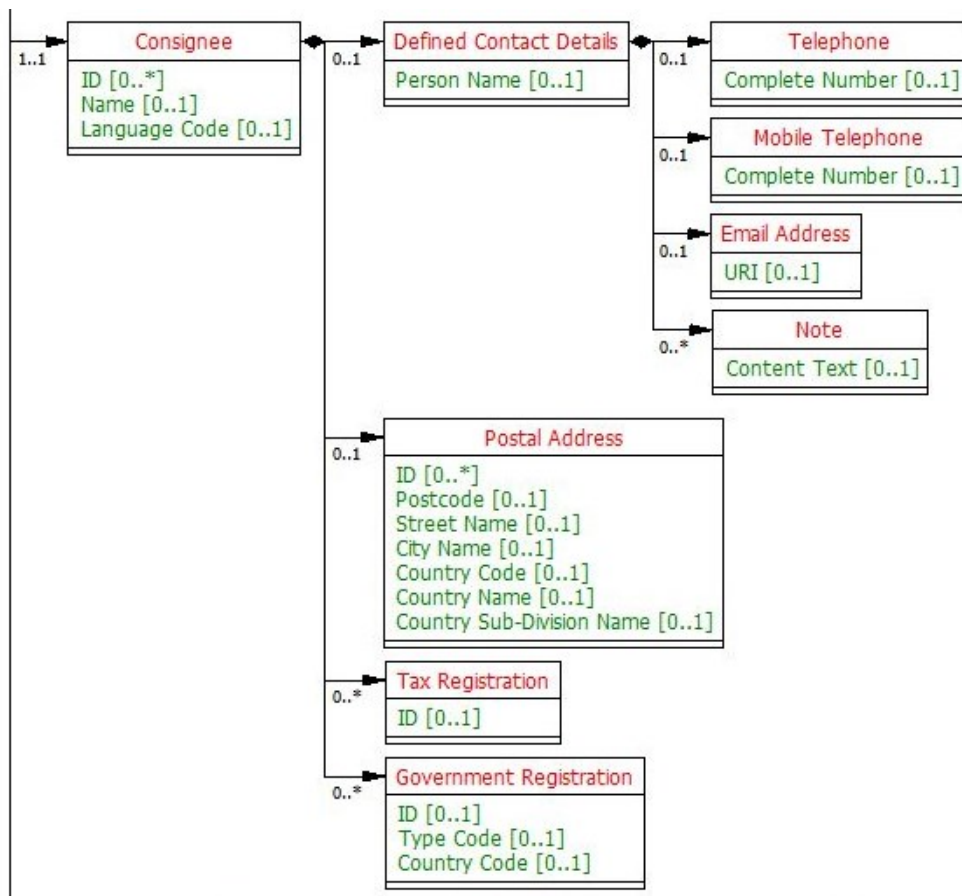 Consignee
1..1
ID [0..*]
Name [0..1]
Language Code [0..1]
0..1
Defined Contact Details
Person Name [0..1]
0..1
Telephone
Complete Number [0..1]
0..1
Mobile Telephone
Complete Number [0..1]
0..1
Email Address
URI [0..1]
0..*
Note
Content Text [0..1]
0..1
Postal Address
ID [0..*]
Postcode [0..1]
Street Name [0..1]
City Name [0..1]
Country Code [0..1]
Country Name [0..1]
Country Sub-Division Name [0..1]
0..*
Tax Registration
ID [0..1]
0..*
Government Registration
ID [0..1]
Type Code [0..1]
Country Code [0..1]